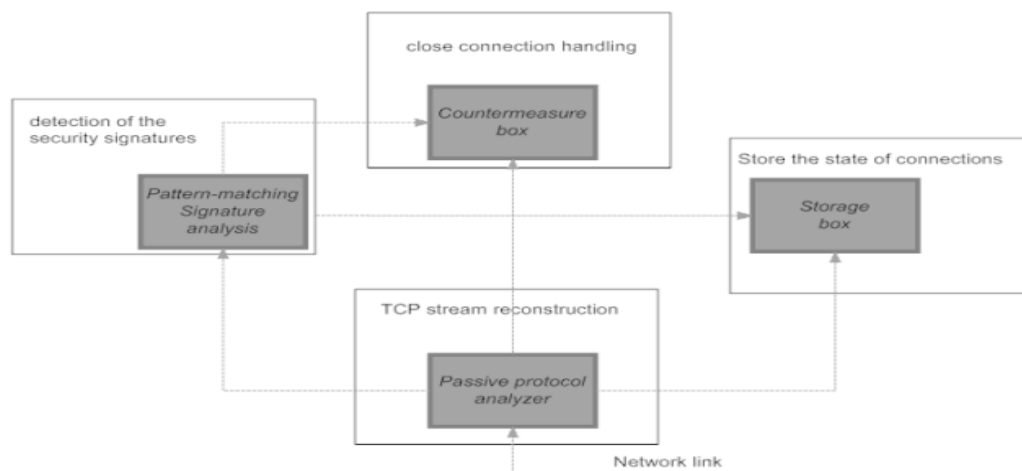 close connection handling
Countermeasure
box
detection of the
security signatures
Pattern-matching
Signature
analysis
Store the state of connections
Storage
box
TCP stream reconstruction
Passive protocol
analyzer
Network link